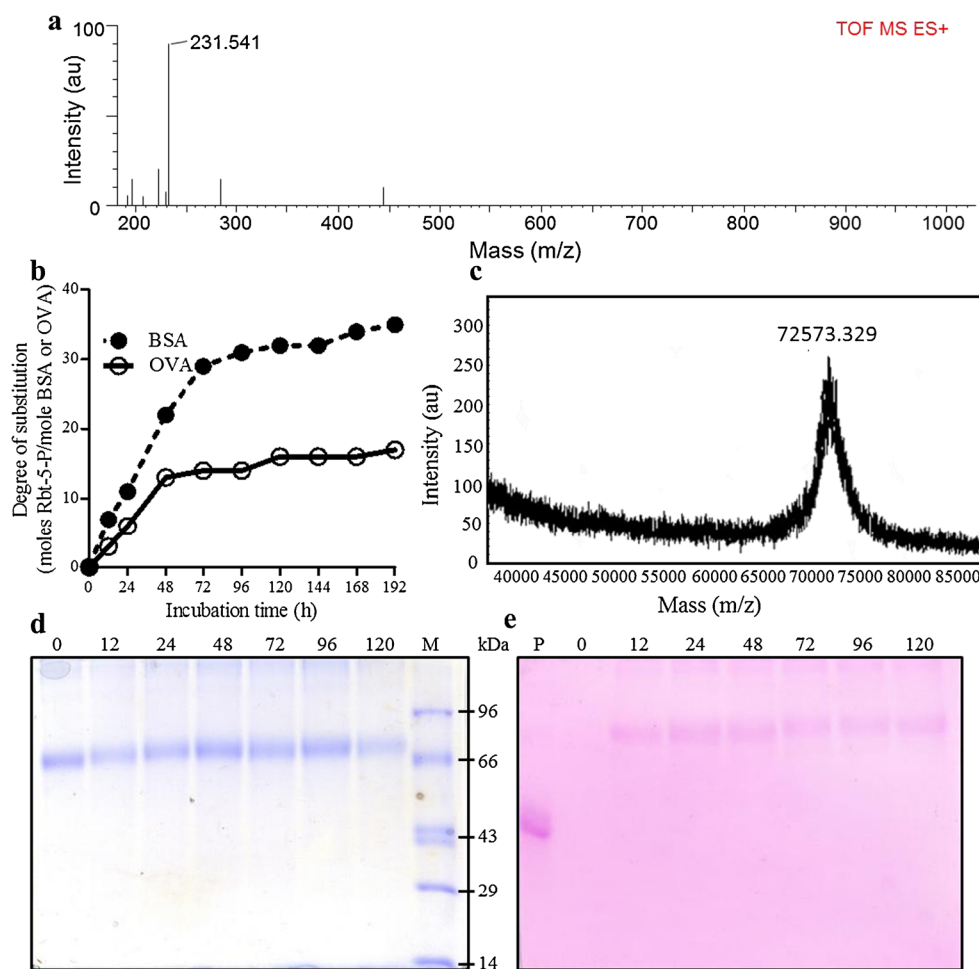 a
TOF MS ES+
231.541
100
0
Intensity (au)
200 300 400 500 600 700 800 900 1000
Mass (m/z)
b
40
30
20
10
0
BSA
OVA
Degree of substitution
(moles Rbt-5-P/mole BSA or OVA)
0 24 48 72 96 120 144 168 192
Incubation time (h)
c
72573.329
300
250
200
150
100
50
0
Intensity (au)
40000 45000 50000 55000 60000 65000 70000 75000 80000 85000
Mass (m/z)
d
0 12 24 48 72 96 120 M kDa
96
66
43
29
14
e
P 0 12 24 48 72 96 120